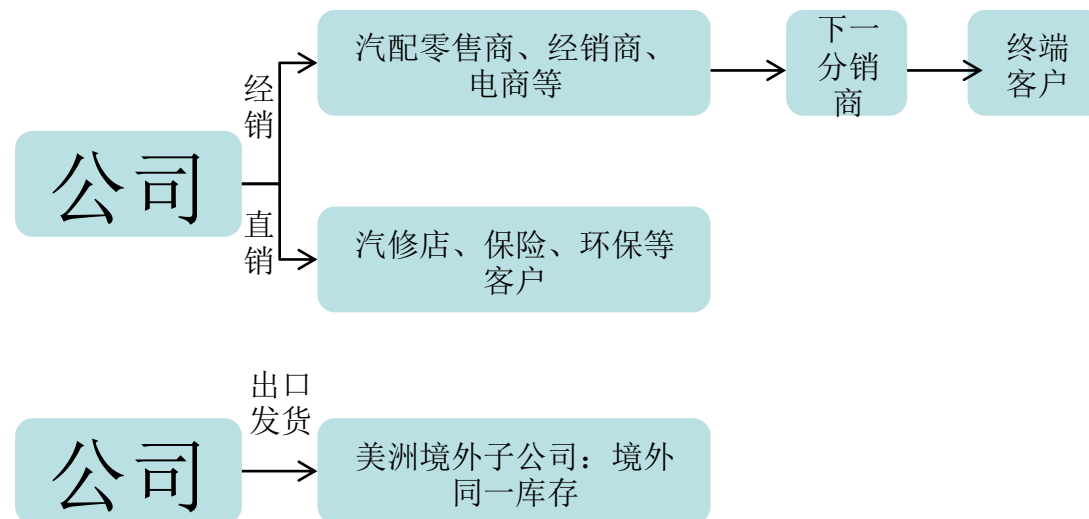 公司
经
销
直
销
汽配零售商、经销商、
电商等
下一
分销
商
终端
客户
汽修店、保险、环保等
客户
公司
出口
发货
美洲境外子公司：境外
同一库存